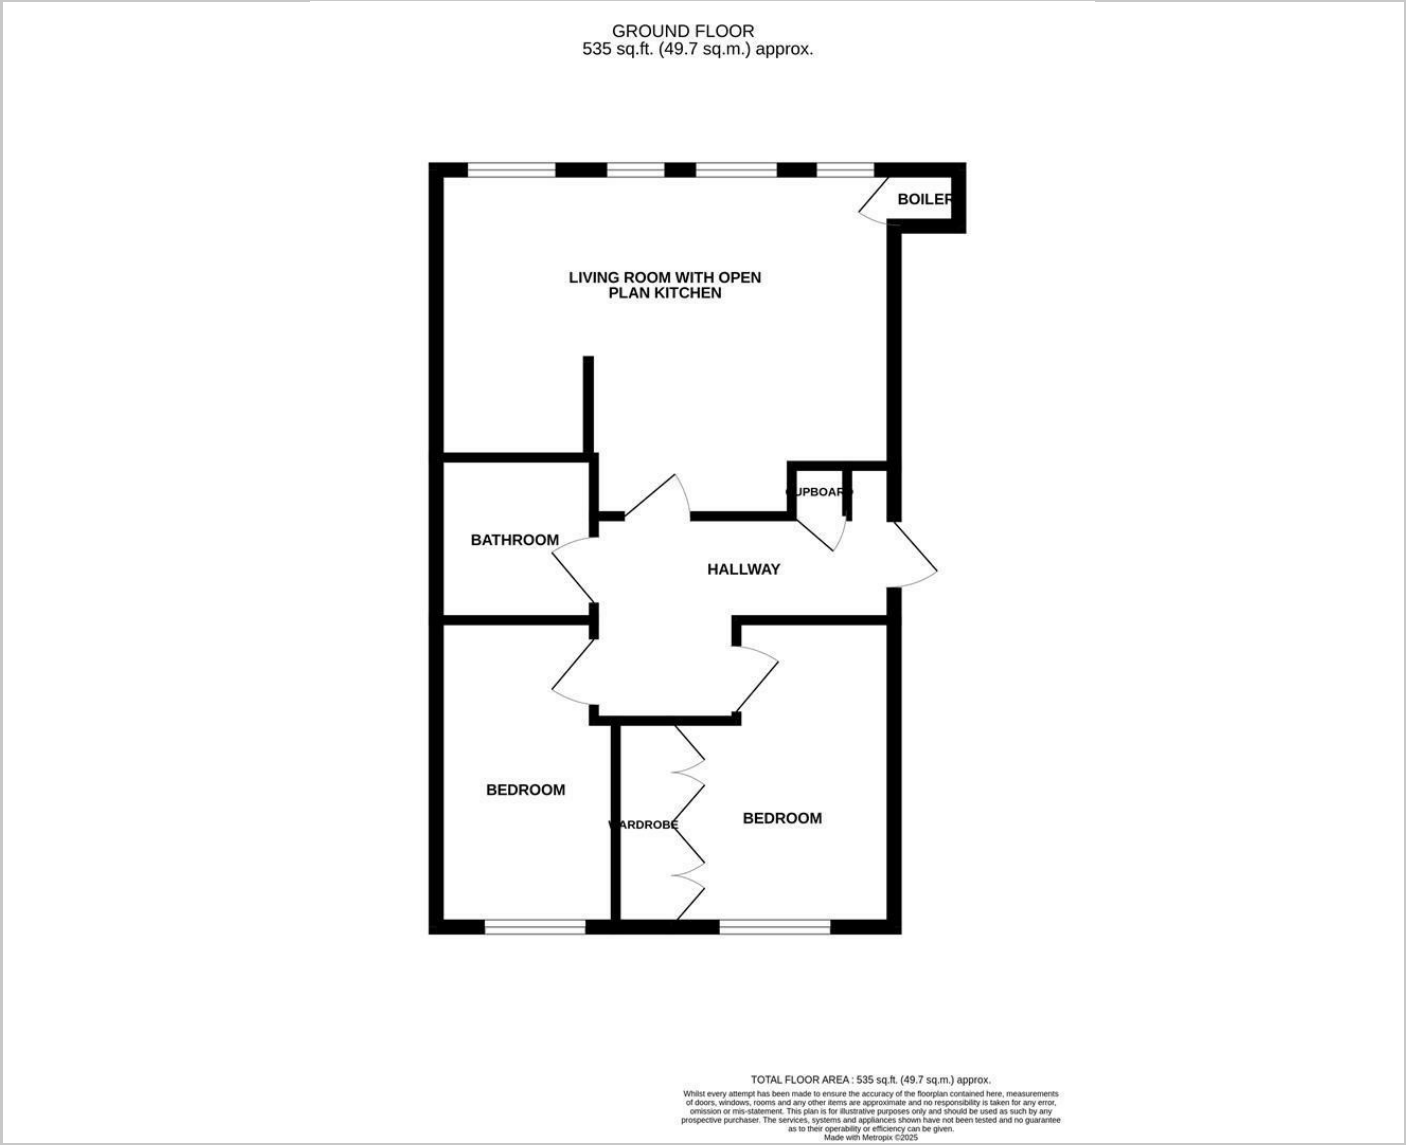 GROUND FLOOR
535 sq.ft. (49.7 sq.m.) approx.
BOILER
LIVING ROOM WITH OPEN
PLAN KITCHEN
CUPBOARD
BATHROOM
HALLWAY
BEDROOM
BEDROOM
WARDROBE
TOTAL FLOOR AREA : 535 sq.ft. (49.7 sq.m.) approx.
Whilst every attempt has been made to ensure the accuracy of the floorplan contained here, measurements
of doors, windows, rooms and any other items are approximate and no responsibility is taken for any error,
omission or mis-statement. This plan is for illustrative purposes only and should be used as such by any
prospective purchaser. The services, systems and appliances shown have not been tested and no guarantee
as to their operability or efficiency can be given.
Made with Metropix ©2025